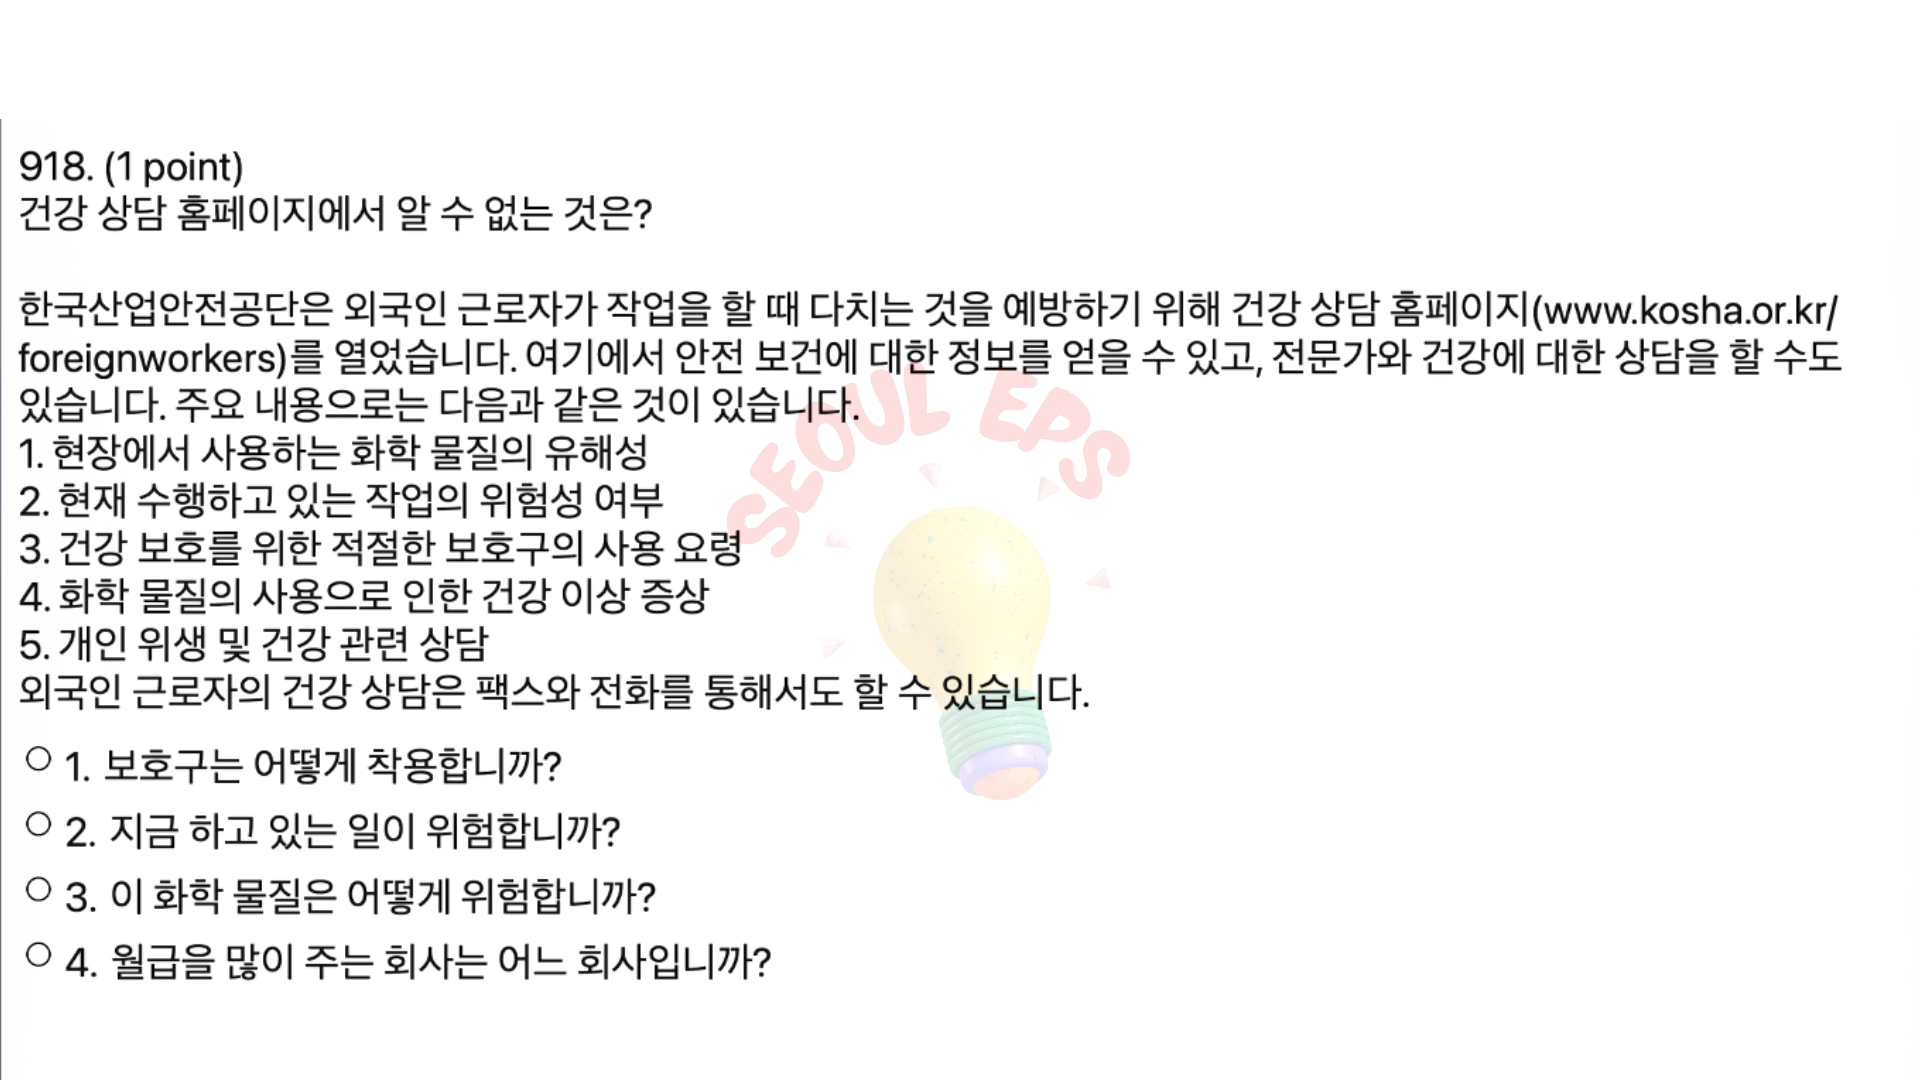 918. (1 point)
건강 상담 홈페이지에서 알 수 없는 것은?
한국산업안전공단은 외국인 근로자가 작업을 할 때 다치는 것을 예방하기 위해 건강 상담 홈페이지(www.kosha.or.kr/
foreignworkers)를 열었습니다. 여기에서 안전 보건에 대한 정보를 얻을 수 있고, 전문가와 건강에 대한 상담을 할 수도
있습니다. 주요 내용으로는 다음과 같은 것이 있습니다.
SEOUL EPS
1. 현장에서 사용하는 화학 물질의 유해성
2. 현재 수행하고 있는 작업의 위험성 여부
3. 건강 보호를 위한 적절한 보호구의 사용 요령
4. 화학 물질의 사용으로 인한 건강 이상 증상
5. 개인 위생 및 건강 관련 상담
외국인 근로자의 건강 상담은 팩스와 전화를 통해서도 할 수 있습니다.
1. 보호구는 어떻게 착용합니까?
2. 지금 하고 있는 일이 위험합니까?
3. 이 화학 물질은 어떻게 위험합니까?
4. 월급을 많이 주는 회사는 어느 회사입니까?